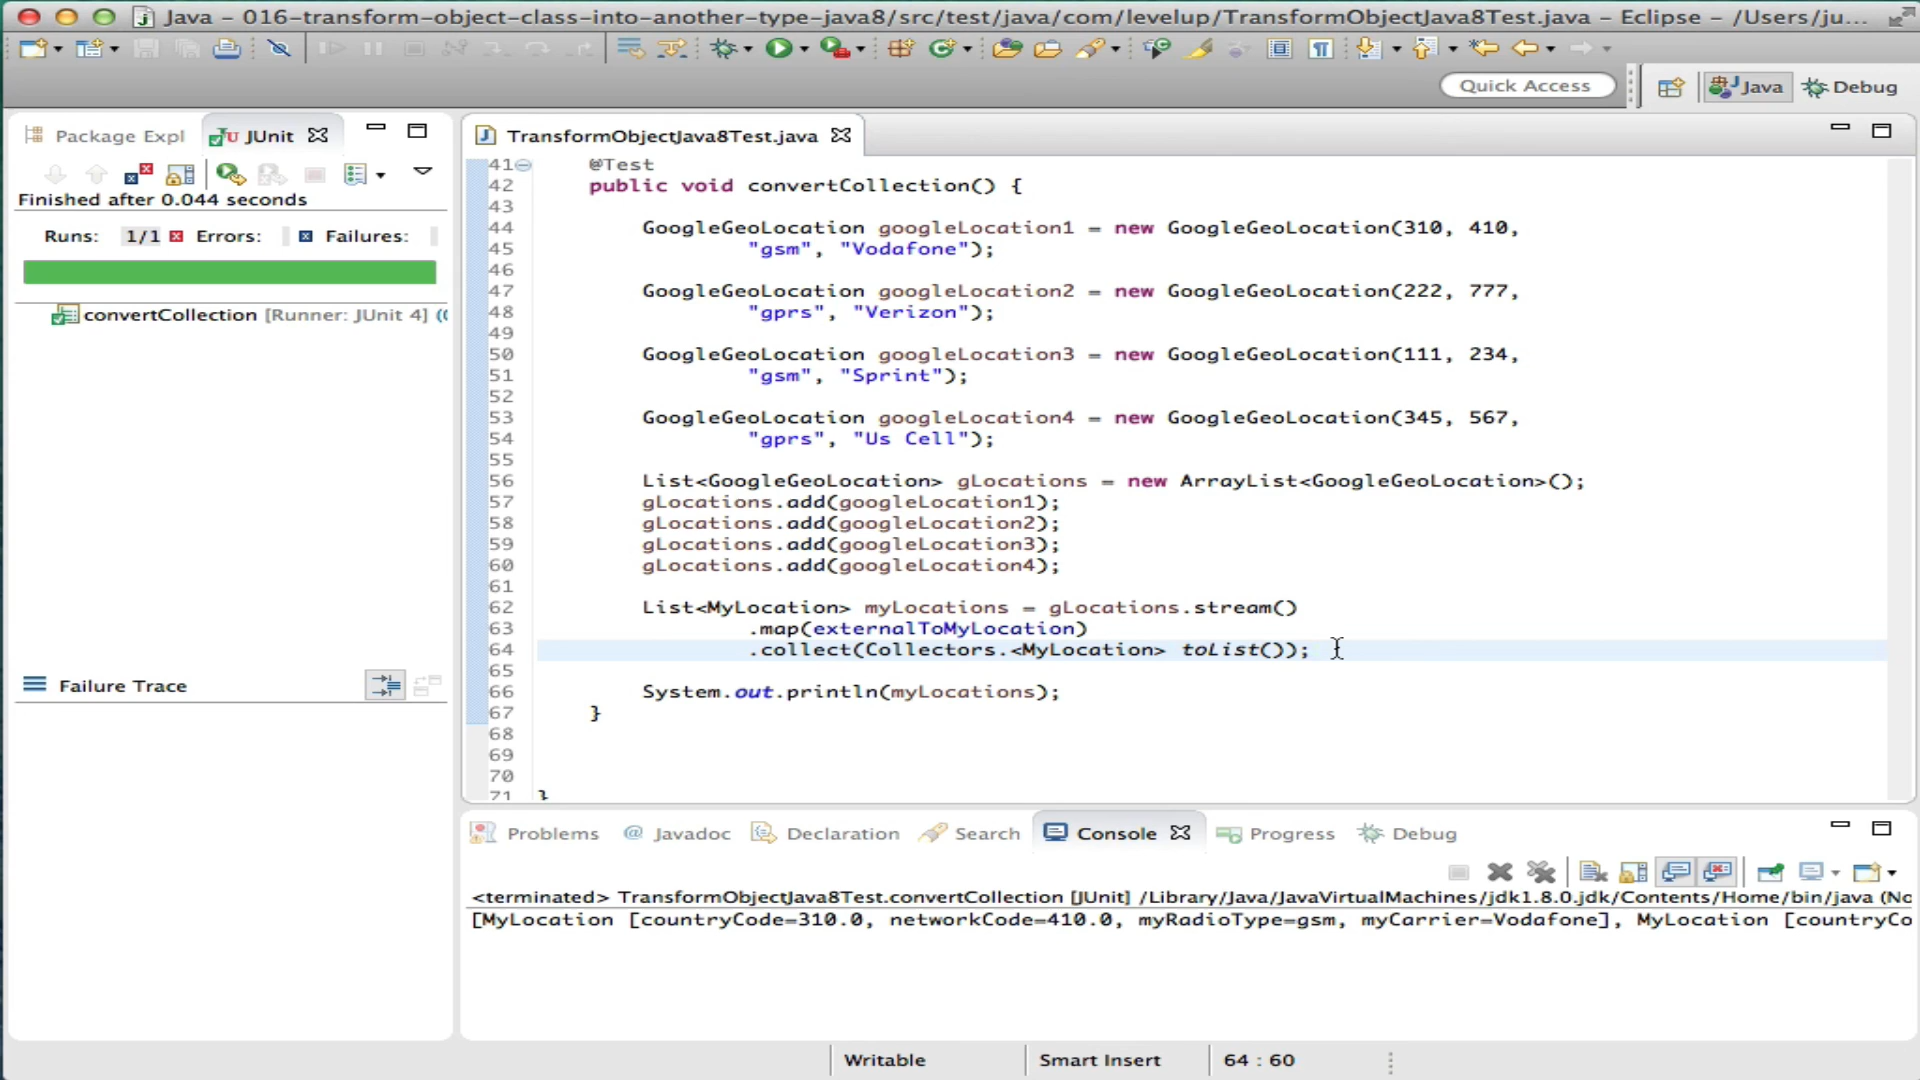 Java – 016-transform-object-class-into-another-type-java8/src/test/java/com/levelup/TransformObjectJava8Test.java – Eclipse – /Users/ju...
Quick Access
Java
Debug
Package Expl
JUnit
TransformObjectJava8Test.java
Finished after 0.044 seconds
Runs: 1/1 Errors: Failures:
convertCollection [Runner: JUnit 4] (
Failure Trace
41 @Test
42 public void convertCollection() {
43
44 GoogleGeoLocation googleLocation1 = new GoogleGeoLocation(310, 410,
45 "gsm", "Vodafone");
46
47 GoogleGeoLocation googleLocation2 = new GoogleGeoLocation(222, 777,
48 "gprs", "Verizon");
49
50 GoogleGeoLocation googleLocation3 = new GoogleGeoLocation(111, 234,
51 "gsm", "Sprint");
52
53 GoogleGeoLocation googleLocation4 = new GoogleGeoLocation(345, 567,
54 "gprs", "Us Cell");
55
56 List<GoogleGeoLocation> gLocations = new ArrayList<GoogleGeoLocation>();
57 gLocations.add(googleLocation1);
58 gLocations.add(googleLocation2);
59 gLocations.add(googleLocation3);
60 gLocations.add(googleLocation4);
61
62 List<MyLocation> myLocations = gLocations.stream()
63 .map(externalToMyLocation)
64 .collect(Collectors.<MyLocation> toList());
65
66 System.out.println(myLocations);
67 }
68
69
70
71 }
Problems
Javadoc
Declaration
Search
Console
Progress
Debug
<terminated> TransformObjectJava8Test.convertCollection [JUnit] /Library/Java/JavaVirtualMachines/jdk1.8.0.jdk/Contents/Home/bin/java (No
[MyLocation [countryCode=310.0, networkCode=410.0, myRadioType=gsm, myCarrier=Vodafone], MyLocation [countryCo
Writable
Smart Insert
64 : 60